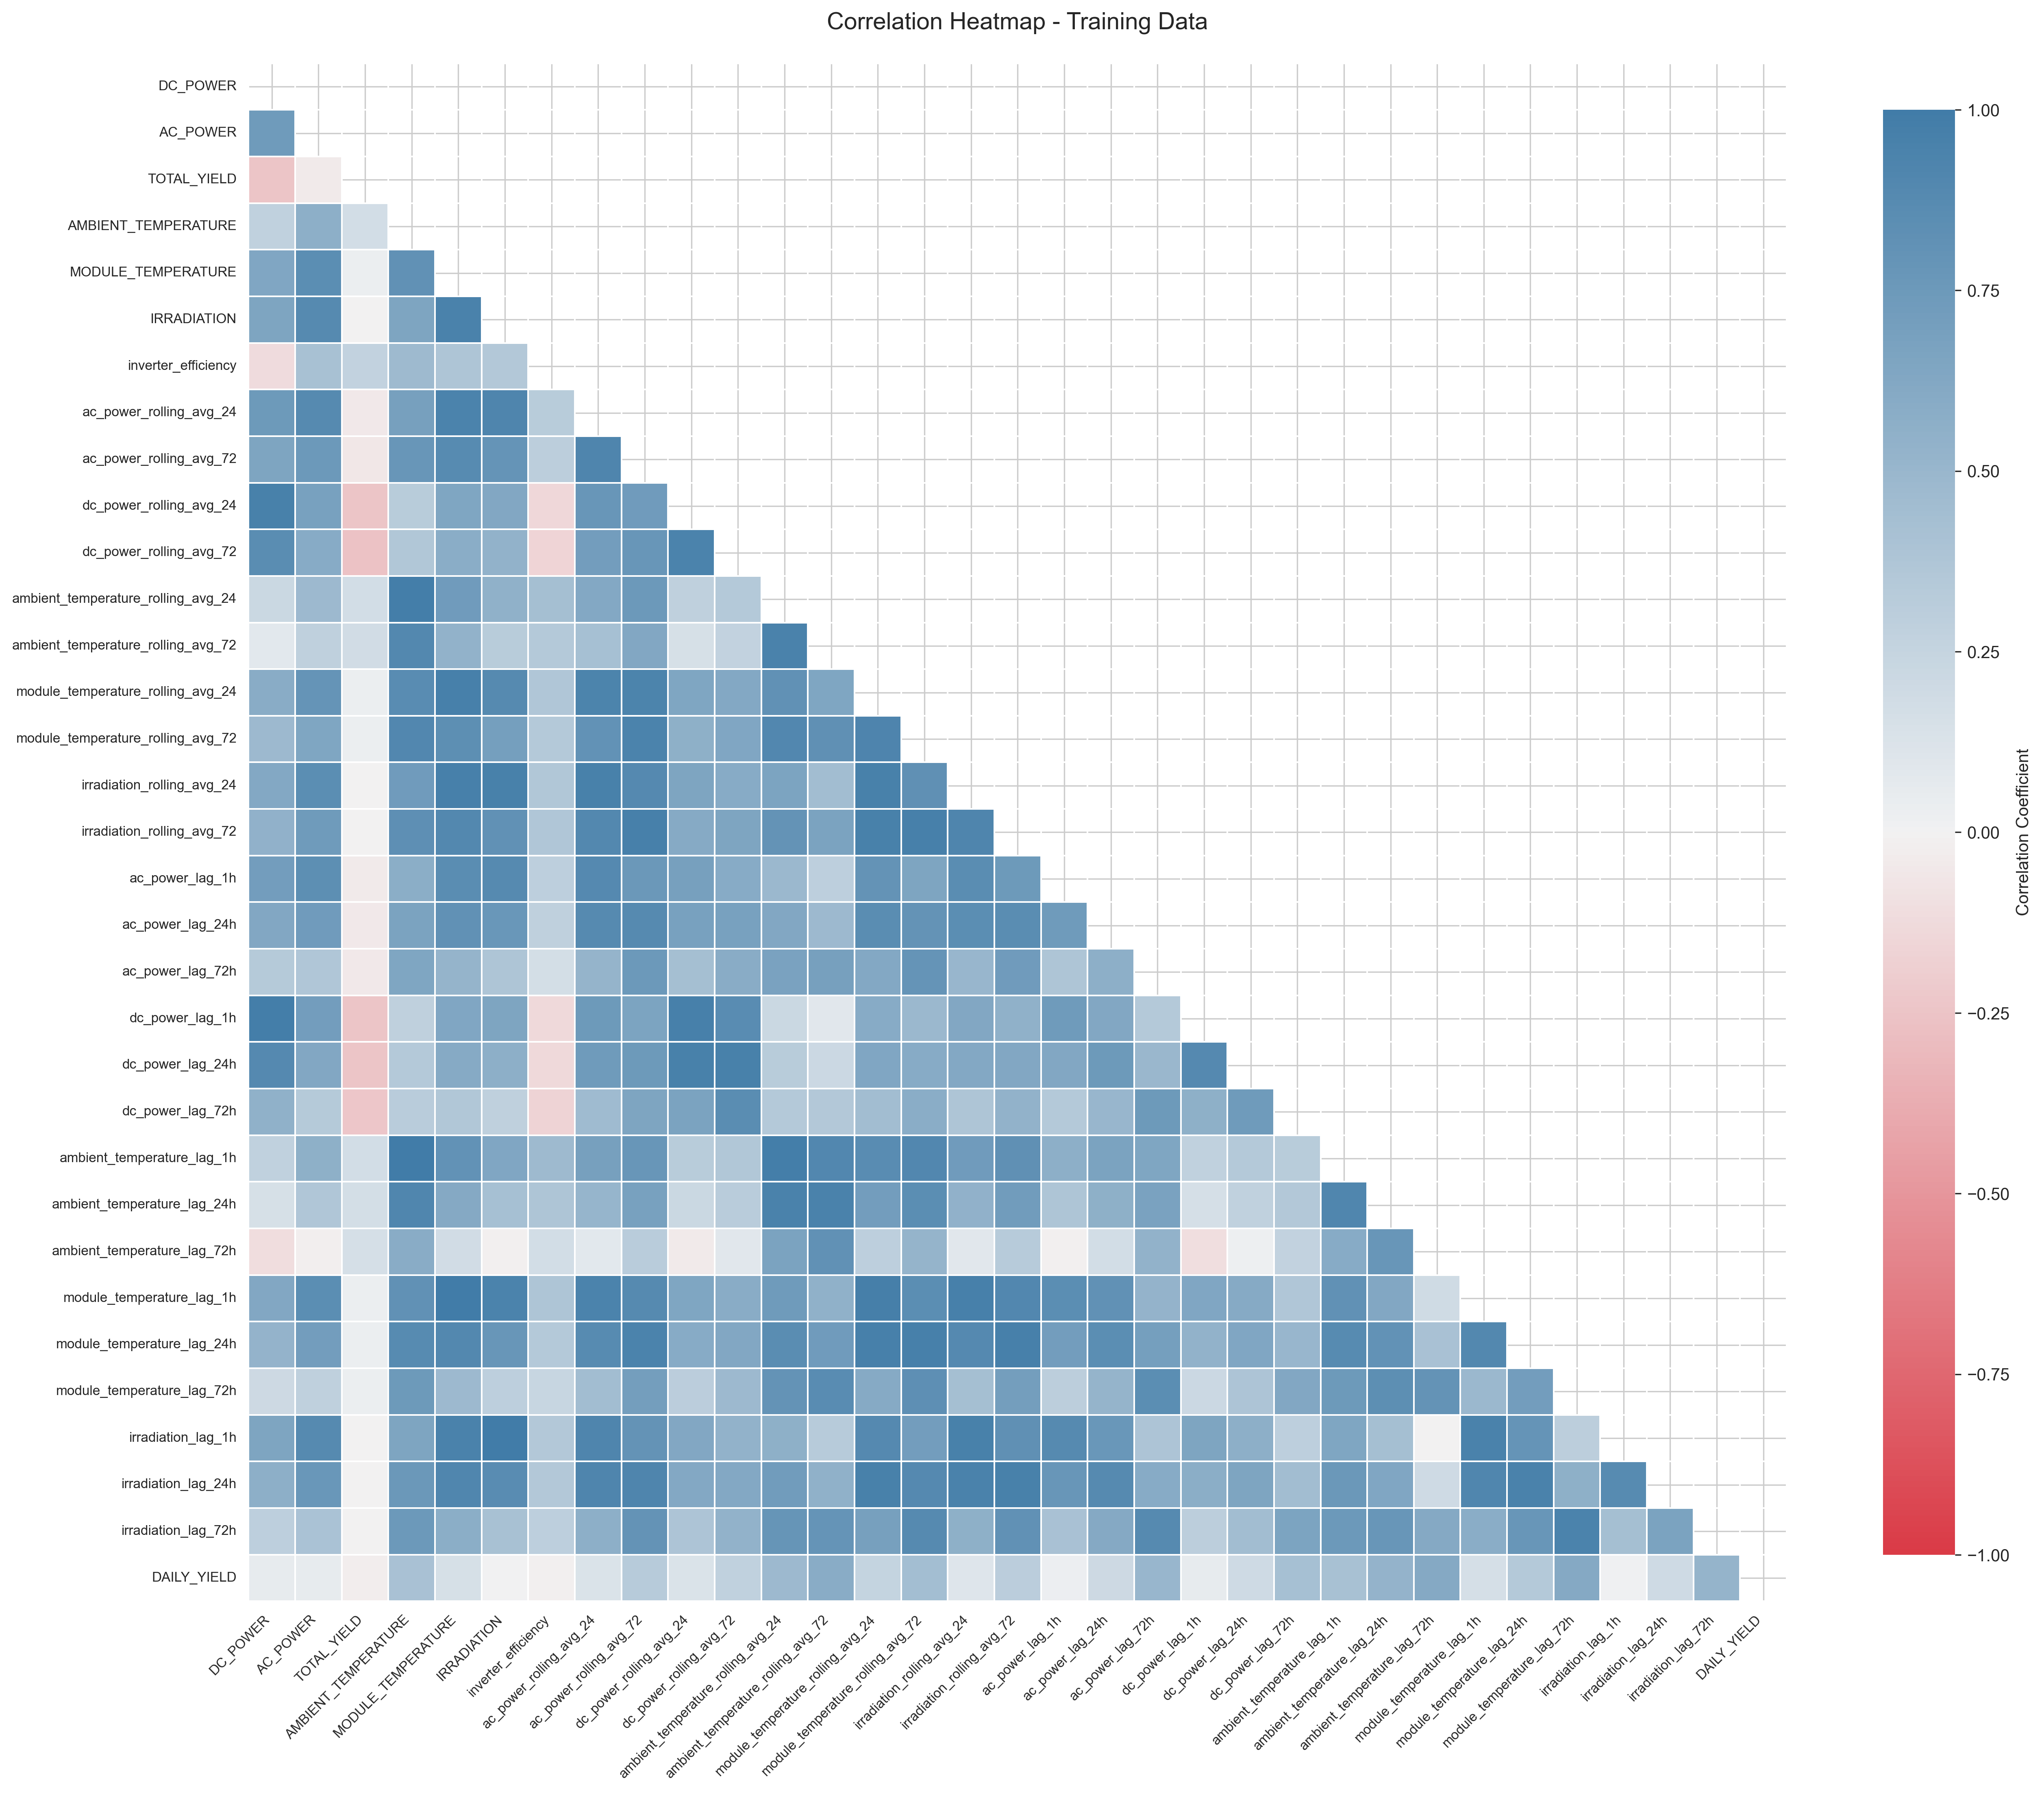 Correlation Heatmap - Training Data
DC_POWER
AC_POWER
TOTAL_YIELD
AMBIENT_TEMPERATURE
MODULE_TEMPERATURE
IRRADIATION
inverter_efficiency
ac_power_rolling_avg_24
ac_power_rolling_avg_72
dc_power_rolling_avg_24
dc_power_rolling_avg_72
ambient_temperature_rolling_avg_24
ambient_temperature_rolling_avg_72
module_temperature_rolling_avg_24
module_temperature_rolling_avg_72
irradiation_rolling_avg_24
irradiation_rolling_avg_72
ac_power_lag_1h
ac_power_lag_24h
ac_power_lag_72h
dc_power_lag_1h
dc_power_lag_24h
dc_power_lag_72h
ambient_temperature_lag_1h
ambient_temperature_lag_24h
ambient_temperature_lag_72h
module_temperature_lag_1h
module_temperature_lag_24h
module_temperature_lag_72h
irradiation_lag_1h
irradiation_lag_24h
irradiation_lag_72h
DAILY_YIELD
DC_POWER
AC_POWER
TOTAL_YIELD
AMBIENT_TEMPERATURE
MODULE_TEMPERATURE
IRRADIATION
inverter_efficiency
ac_power_rolling_avg_24
ac_power_rolling_avg_72
dc_power_rolling_avg_24
dc_power_rolling_avg_72
ambient_temperature_rolling_avg_24
ambient_temperature_rolling_avg_72
module_temperature_rolling_avg_24
module_temperature_rolling_avg_72
irradiation_rolling_avg_24
irradiation_rolling_avg_72
ac_power_lag_1h
ac_power_lag_24h
ac_power_lag_72h
dc_power_lag_1h
dc_power_lag_24h
dc_power_lag_72h
ambient_temperature_lag_1h
ambient_temperature_lag_24h
ambient_temperature_lag_72h
module_temperature_lag_1h
module_temperature_lag_24h
module_temperature_lag_72h
irradiation_lag_1h
irradiation_lag_24h
irradiation_lag_72h
DAILY_YIELD
1.00
0.75
0.50
0.25
0.00
−0.25
−0.50
−0.75
−1.00
Correlation Coefficient